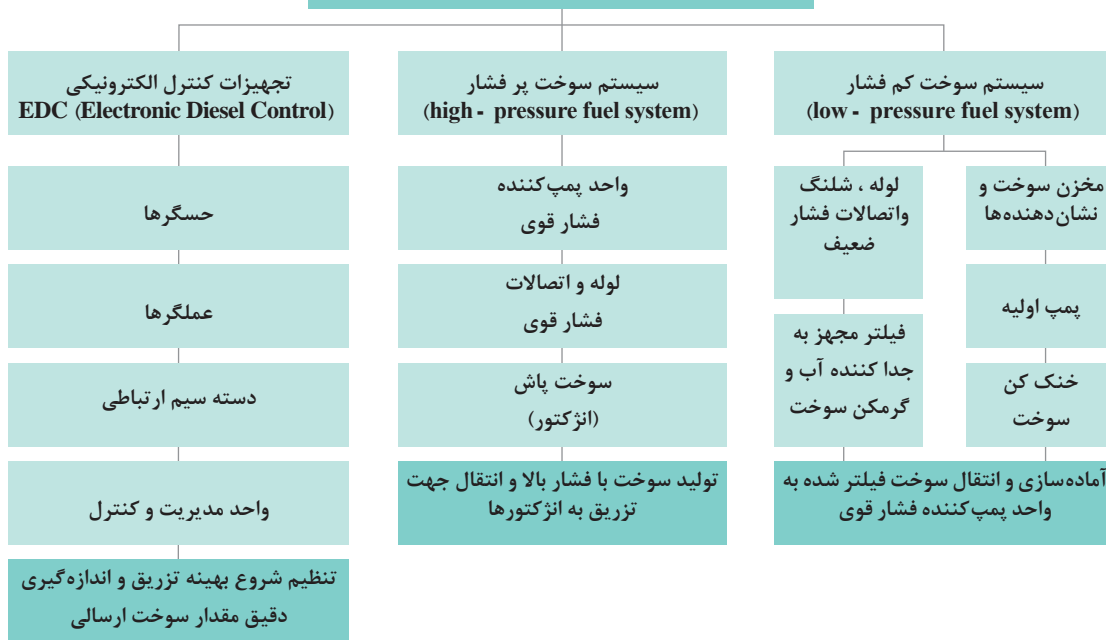 سیستم سوخت کم فشار
(low - pressure fuel system)
مخزن سوخت و
نشان‌دهنده‌ها
پمپ اولیه
خنک کن
سوخت
لوله ، شلنگ
واتصالات فشار
ضعیف
فیلتر مجهز به
جدا کننده آب و
گرمکن سوخت
آماده‌سازی و انتقال سوخت فیلتر شده به
واحد پمپ‌کننده فشار قوی
سیستم سوخت پر فشار
(high - pressure fuel system)
واحد پمپ‌کننده
فشار قوی
لوله و اتصالات
فشار قوی
سوخت پاش
(انژکتور)
تولید سوخت با فشار بالا و انتقال جهت
تزریق به انژکتورها
تجهیزات کنترل الکترونیکی
EDC (Electronic Diesel Control)
حسگرها
عملگرها
دسته سیم ارتباطی
واحد مدیریت و کنترل
تنظیم شروع بهینه تزریق و اندازه‌گیری
دقیق مقدار سوخت ارسالی